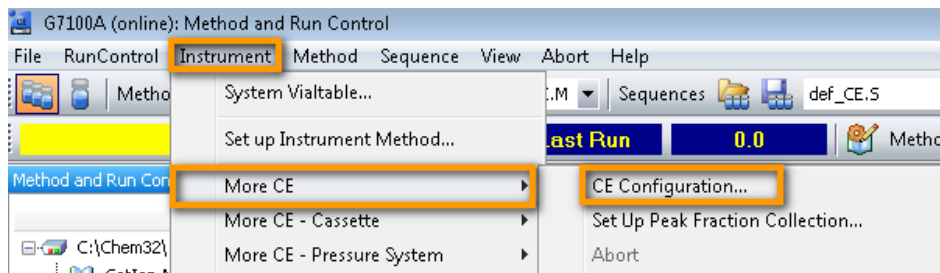 G7100A (online): Method and Run Control
File RunControl Instrument Method Sequence View Abort Help
Metho System Vialtable... .M Sequences def_CE.S
Set up Instrument Method... Last Run 0.0 Metho
Method and Run Con More CE CE Configuration...
More CE - Cassette Set Up Peak Fraction Collection...
C:\Chem32\ More CE - Pressure System Abort